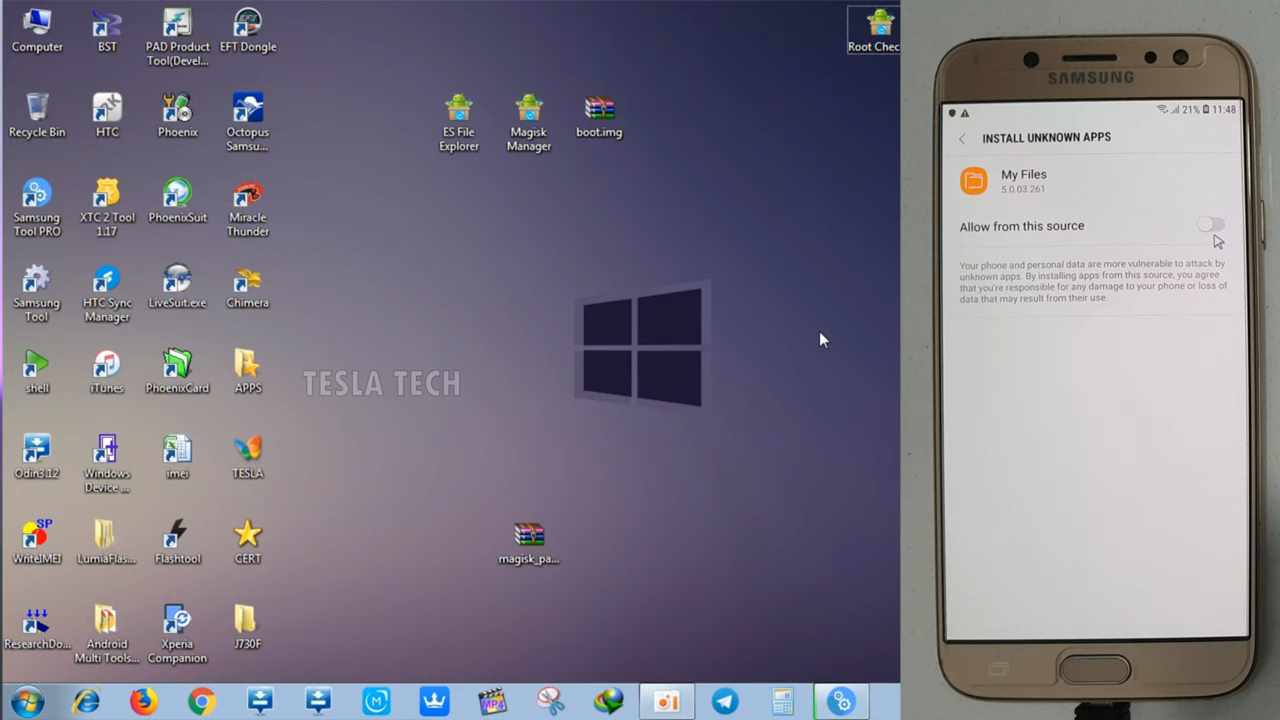 Computer
BST
PAD Product
Tool(Devel...
EFT Dongle
Root Chec
Recycle Bin
HTC
Phoenix
Octopus
Samsu...
ES File
Explorer
Magisk
Manager
boot.img
Samsung
Tool PRO
XTC 2 Tool
1.17
PhoenixSuit
Miracle
Thunder
Samsung
Tool
HTC Sync
Manager
LiveSuit.exe
Chimera
shell
iTunes
PhoenixCard
APPS
TESLA TECH
Odin3.12
Windows
Device ...
imei
TESLA
SP
WriteIMEI
LumiaFlas...
Flashtool
CERT
magisk_pa...
ResearchDo...
Android
Multi Tools...
Xperia
Companion
J730F
SAMSUNG
21% 11:48
INSTALL UNKNOWN APPS
My Files
5.0.03.261
Allow from this source
Your phone and personal data are more vulnerable to attack by
unknown apps. By installing apps from this source, you agree
that you're responsible for any damage to your phone or loss of
data that may result from their use.